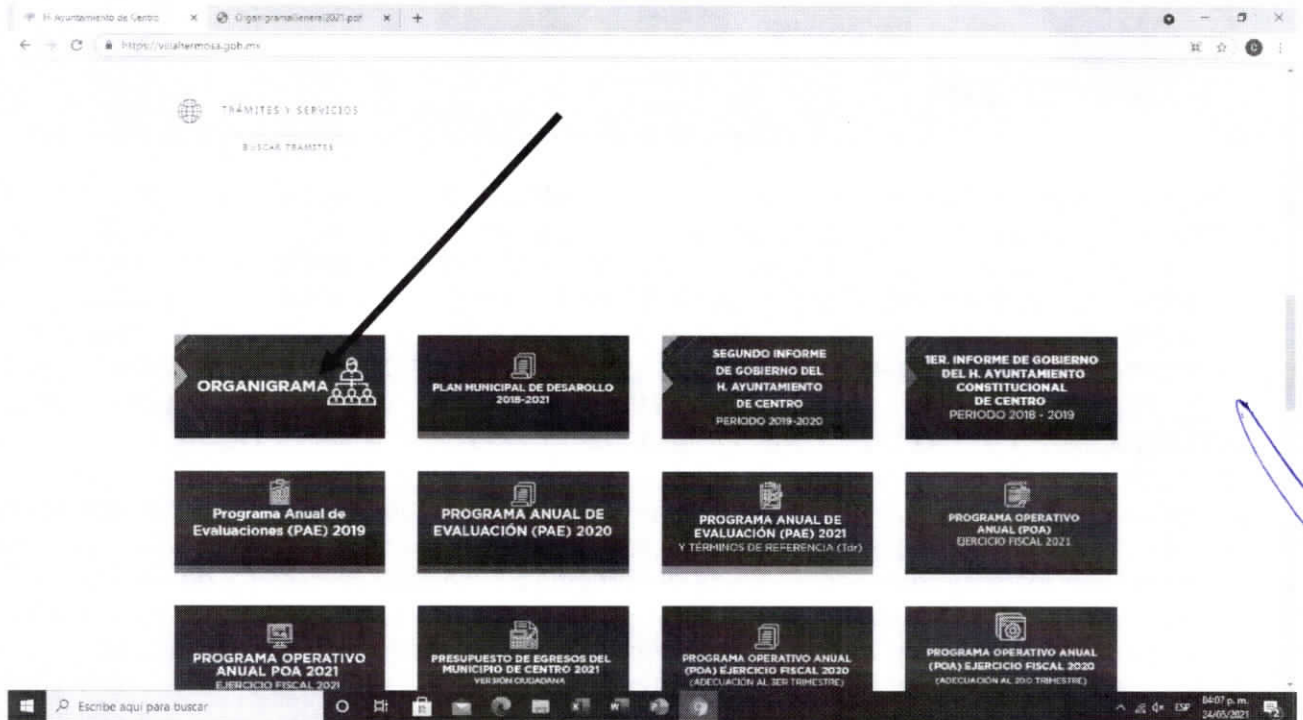 H. Ayuntamiento de Centro
OrganigramaGeneral2021.pdf
https://villahermosa.gob.mx
TRÁMITES Y SERVICIOS
BUSCAR TRAMITES
ORGANIGRAMA
PLAN MUNICIPAL DE DESAROLLO
2018-2021
SEGUNDO INFORME
DE GOBIERNO DEL
H. AYUNTAMIENTO
DE CENTRO
PERIODO 2019-2020
1ER. INFORME DE GOBIERNO
DEL H. AYUNTAMIENTO
CONSTITUCIONAL
DE CENTRO
PERIODO 2018 - 2019
Programa Anual de
Evaluaciones (PAE) 2019
PROGRAMA ANUAL DE
EVALUACIÓN (PAE) 2020
PROGRAMA ANUAL DE
EVALUACIÓN (PAE) 2021
Y TÉRMINOS DE REFERENCIA (Tdr)
PROGRAMA OPERATIVO
ANUAL (POA)
EJERCICIO FISCAL 2021
PROGRAMA OPERATIVO
ANUAL POA 2021
EJERCICIO FISCAL 2021
PRESUPUESTO DE EGRESOS DEL
MUNICIPIO DE CENTRO 2021
VERSIÓN CIUDADANA
PROGRAMA OPERATIVO ANUAL
(POA) EJERCICIO FISCAL 2020
(ADECUACIÓN AL 3ER TRIMESTRE)
PROGRAMA OPERATIVO ANUAL
(POA) EJERCICIO FISCAL 2020
(ADECUACIÓN AL 2DO TRIMESTRE)
Escribe aquí para buscar
ESP
04:07 p. m.
24/05/2021